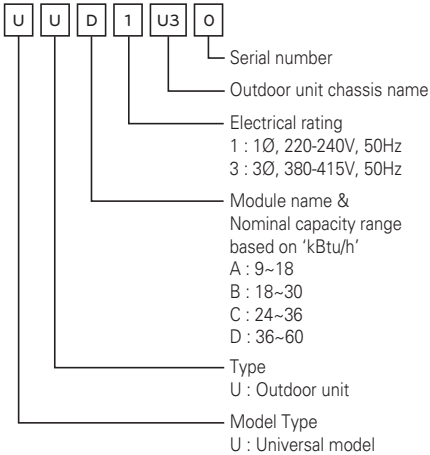 U U D 1 U3 0
Serial number
Outdoor unit chassis name
Electrical rating
1 : 1Ø, 220-240V, 50Hz
3 : 3Ø, 380-415V, 50Hz
Module name &
Nominal capacity range
based on ‘kBtu/h’
A : 9~18
B : 18~30
C : 24~36
D : 36~60
Type
U : Outdoor unit
Model Type
U : Universal model